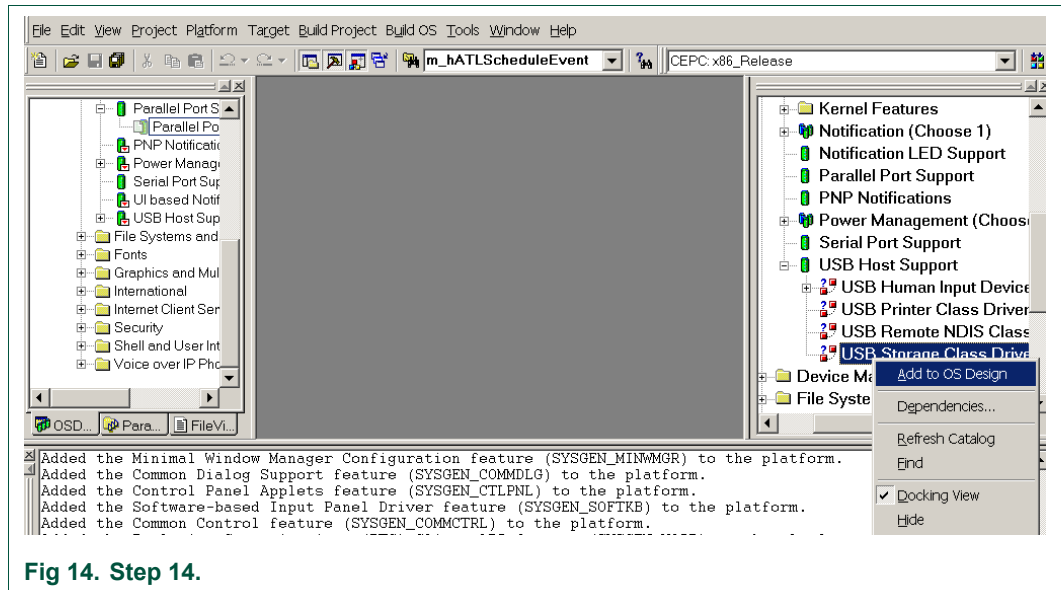 File Edit View Project Platform Target Build Project Build OS Tools Window Help
m_hATLScheduleEvent CEPC: x86_Release
Parallel Port S
Parallel Po
PNP Notificatio
Power Manage
Serial Port Sup
UI based Notif
USB Host Sup
File Systems and
Fonts
Graphics and Mul
International
Internet Client Ser
Security
Shell and User Int
Voice over IP Pho
OSD... Para... FileVi...
Kernel Features
Notification (Choose 1)
Notification LED Support
Parallel Port Support
PNP Notifications
Power Management (Choos
Serial Port Support
USB Host Support
USB Human Input Device
USB Printer Class Driver
USB Remote NDIS Class
USB Storage Class Drive
Device Ma
File Syste
Add to OS Design
Dependencies...
Refresh Catalog
Find
Docking View
Hide
Added the Minimal Window Manager Configuration feature (SYSGEN_MINWMGR) to the platform.
Added the Common Dialog Support feature (SYSGEN_COMMDLG) to the platform.
Added the Control Panel Applets feature (SYSGEN_CTLPNL) to the platform.
Added the Software-based Input Panel Driver feature (SYSGEN_SOFTKB) to the platform.
Added the Common Control feature (SYSGEN_COMMCTRL) to the platform.
Fig 14. Step 14.